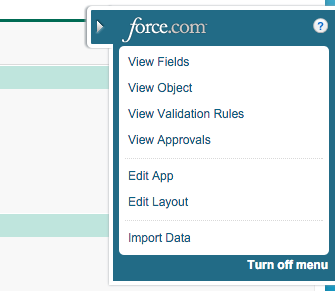 force.com
?
View Fields
View Object
View Validation Rules
View Approvals
Edit App
Edit Layout
Import Data
Turn off menu